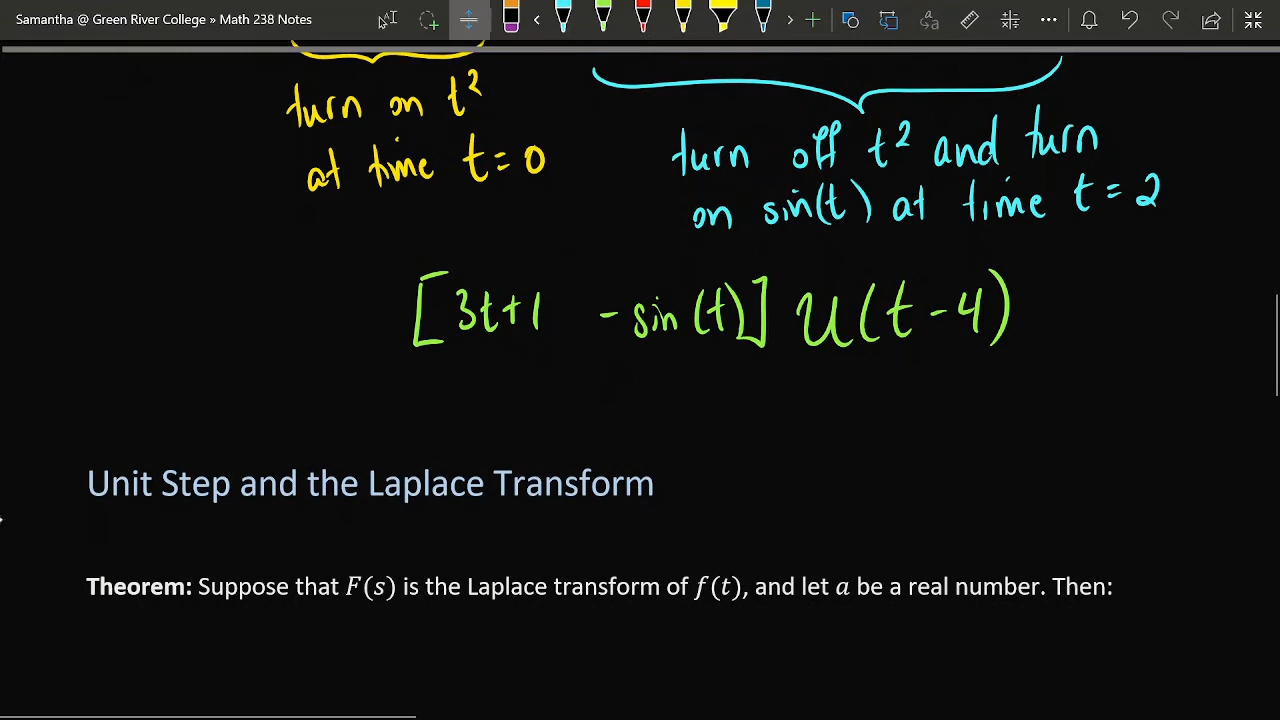 Samantha @ Green River College » Math 238 Notes
turn on t²
at time t=0
turn off t² and turn
on sin(t) at time t=2
[3t+1 - sin(t)] U(t-4)
Unit Step and the Laplace Transform
Theorem: Suppose that F(s) is the Laplace transform of f(t), and let a be a real number. Then: